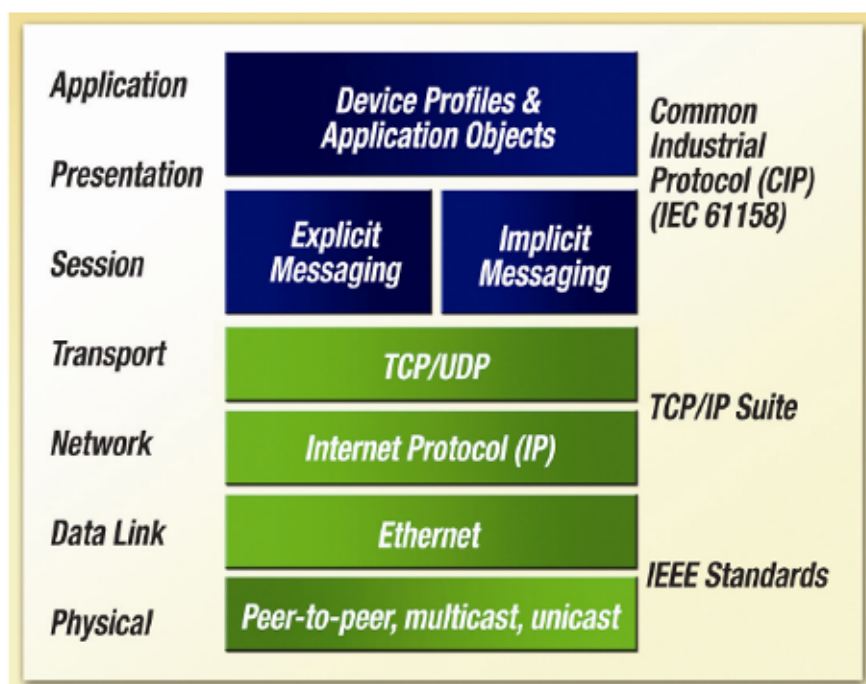 Application
Presentation
Session
Transport
Network
Data Link
Physical
Device Profiles &
Application Objects
Explicit
Messaging
Implicit
Messaging
TCP/UDP
Internet Protocol (IP)
Ethernet
Peer-to-peer, multicast, unicast
Common
Industrial
Protocol (CIP)
(IEC 61158)
TCP/IP Suite
IEEE Standards